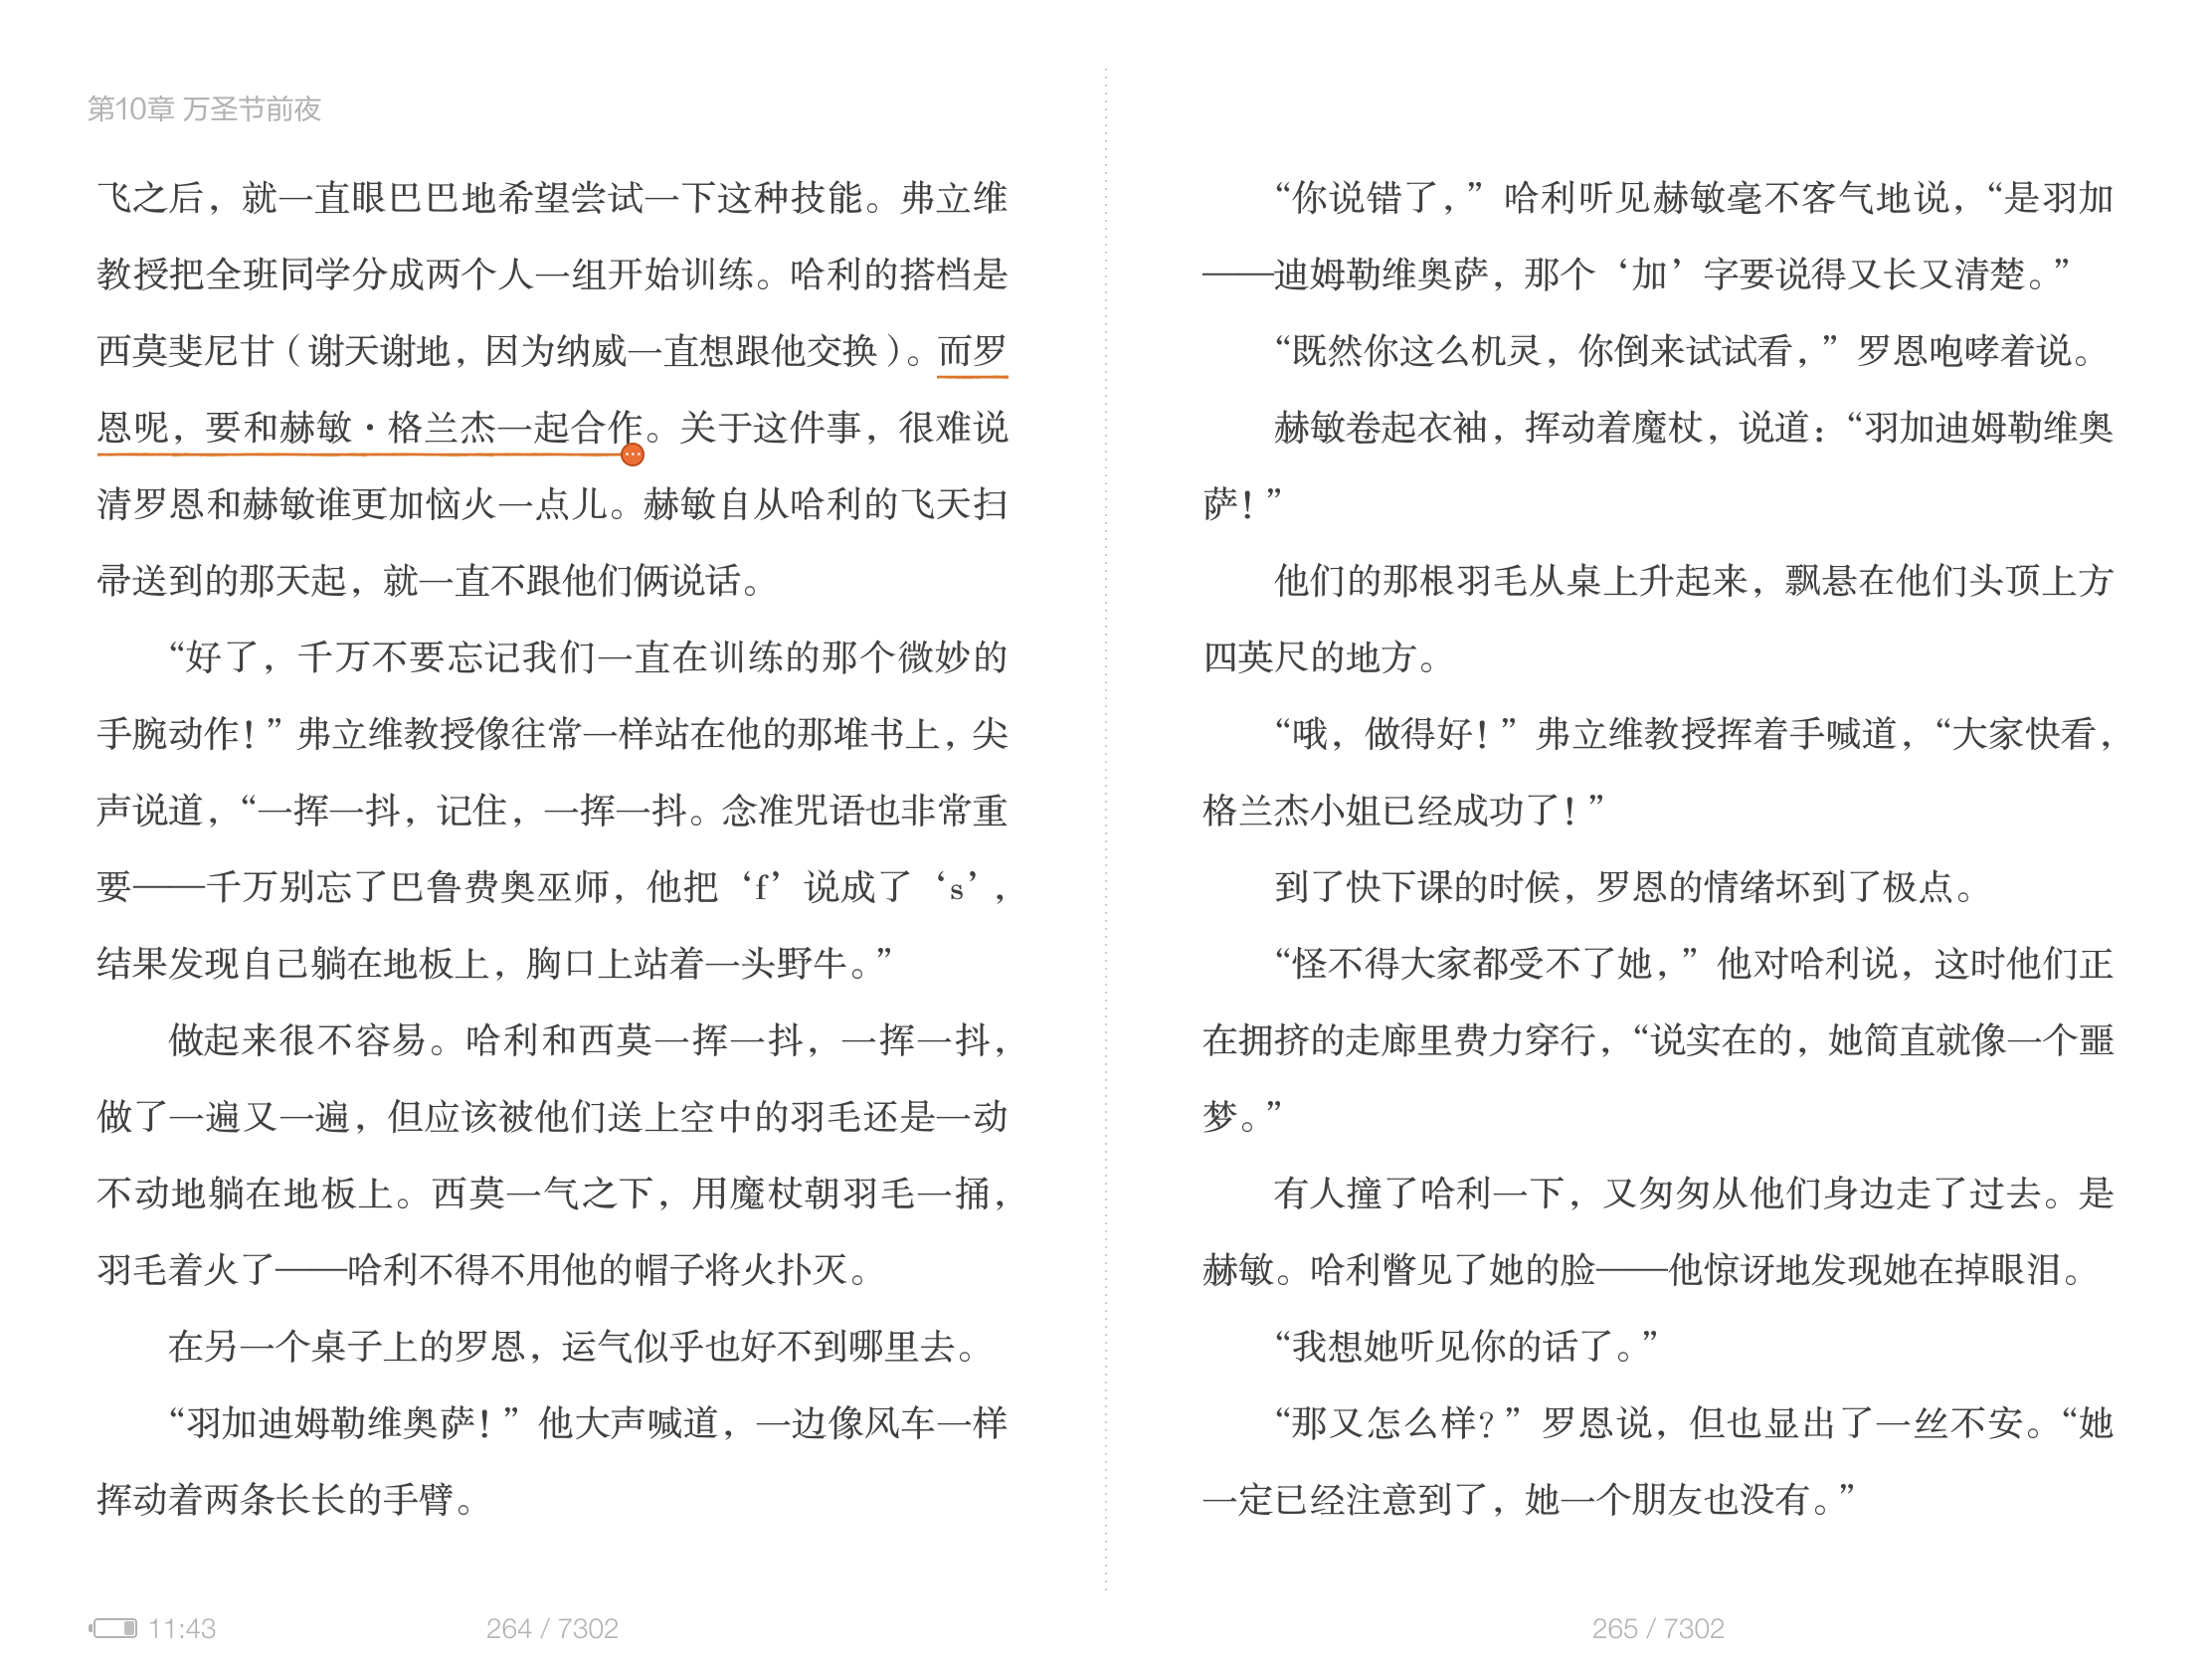 第10章 万圣节前夜
飞之后，就一直眼巴巴地希望尝试一下这种技能。弗立维
教授把全班同学分成两个人一组开始训练。哈利的搭档是
西莫斐尼甘（谢天谢地，因为纳威一直想跟他交换）。而罗
恩呢，要和赫敏·格兰杰一起合作。关于这件事，很难说
清罗恩和赫敏谁更加恼火一点儿。赫敏自从哈利的飞天扫
帚送到的那天起，就一直不跟他们俩说话。
“好了，千万不要忘记我们一直在训练的那个微妙的
手腕动作！”弗立维教授像往常一样站在他的那堆书上，尖
声说道，“一挥一抖，记住，一挥一抖。念准咒语也非常重
要——千万别忘了巴鲁费奥巫师，他把‘f’说成了‘s’，
结果发现自己躺在地板上，胸口上站着一头野牛。”
做起来很不容易。哈利和西莫一挥一抖，一挥一抖，
做了一遍又一遍，但应该被他们送上空中的羽毛还是一动
不动地躺在地板上。西莫一气之下，用魔杖朝羽毛一捅，
羽毛着火了——哈利不得不用他的帽子将火扑灭。
在另一个桌子上的罗恩，运气似乎也好不到哪里去。
“羽加迪姆勒维奥萨！”他大声喊道，一边像风车一样
挥动着两条长长的手臂。
11:43
264 / 7302
“你说错了，”哈利听见赫敏毫不客气地说，“是羽加
——迪姆勒维奥萨，那个‘加’字要说得又长又清楚。”
“既然你这么机灵，你倒来试试看，”罗恩咆哮着说。
赫敏卷起衣袖，挥动着魔杖，说道：“羽加迪姆勒维奥
萨！”
他们的那根羽毛从桌上升起来，飘悬在他们头顶上方
四英尺的地方。
“哦，做得好！”弗立维教授挥着手喊道，“大家快看，
格兰杰小姐已经成功了！”
到了快下课的时候，罗恩的情绪坏到了极点。
“怪不得大家都受不了她，”他对哈利说，这时他们正
在拥挤的走廊里费力穿行，“说实在的，她简直就像一个噩
梦。”
有人撞了哈利一下，又匆匆从他们身边走了过去。是
赫敏。哈利瞥见了她的脸——他惊讶地发现她在掉眼泪。
“我想她听见你的话了。”
“那又怎么样？”罗恩说，但也显出了一丝不安。“她
一定已经注意到了，她一个朋友也没有。”
265 / 7302